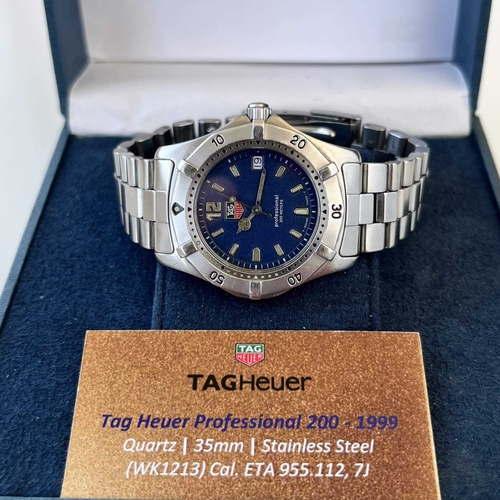 10
20
30
40
50
12
19
TAG
HEUER
professional
200 METERS
TAG
HEUER
TAGHeuer
Tag Heuer Professional 200 - 1999
Quartz | 35mm | Stainless Steel
(WK1213) Cal. ETA 955.112, 7J